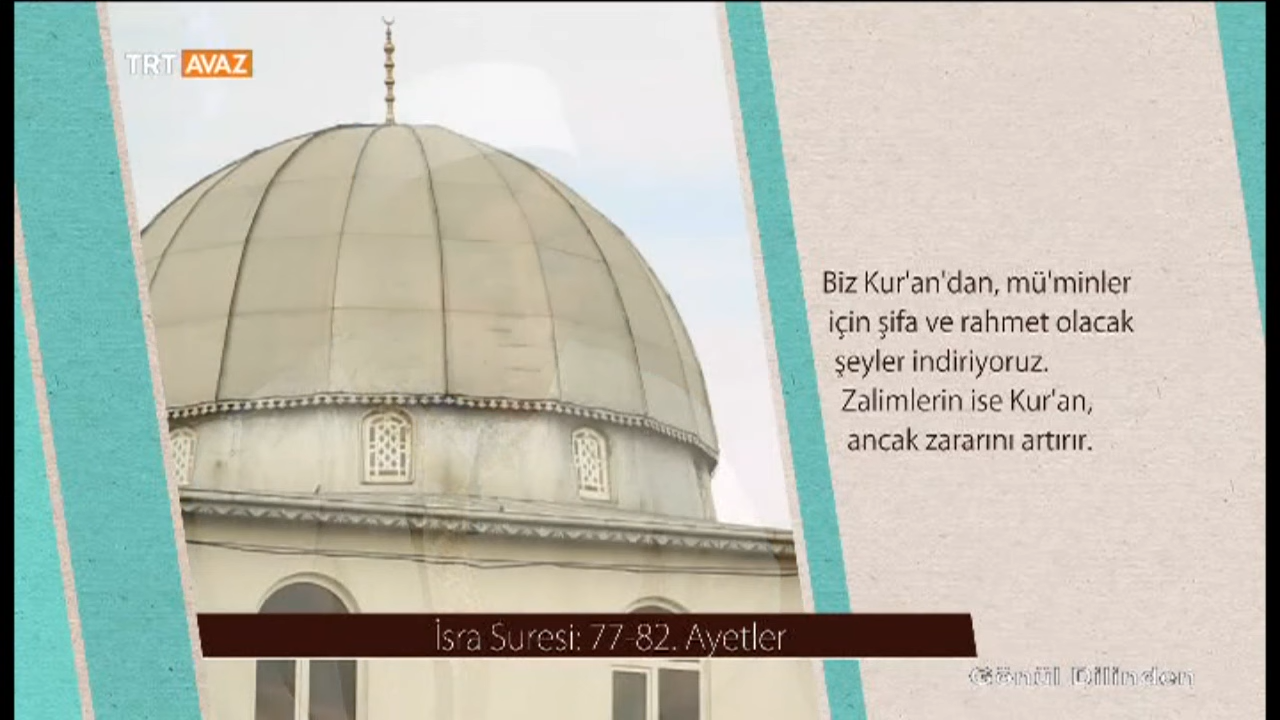 TRT AVAZ
Biz Kur'an'dan, mü'minler
için şifa ve rahmet olacak
şeyler indiriyoruz.
Zalimlerin ise Kur'an,
ancak zararını artırır.
İsra Suresi: 77-82. Ayetler
Gönül Dilinden